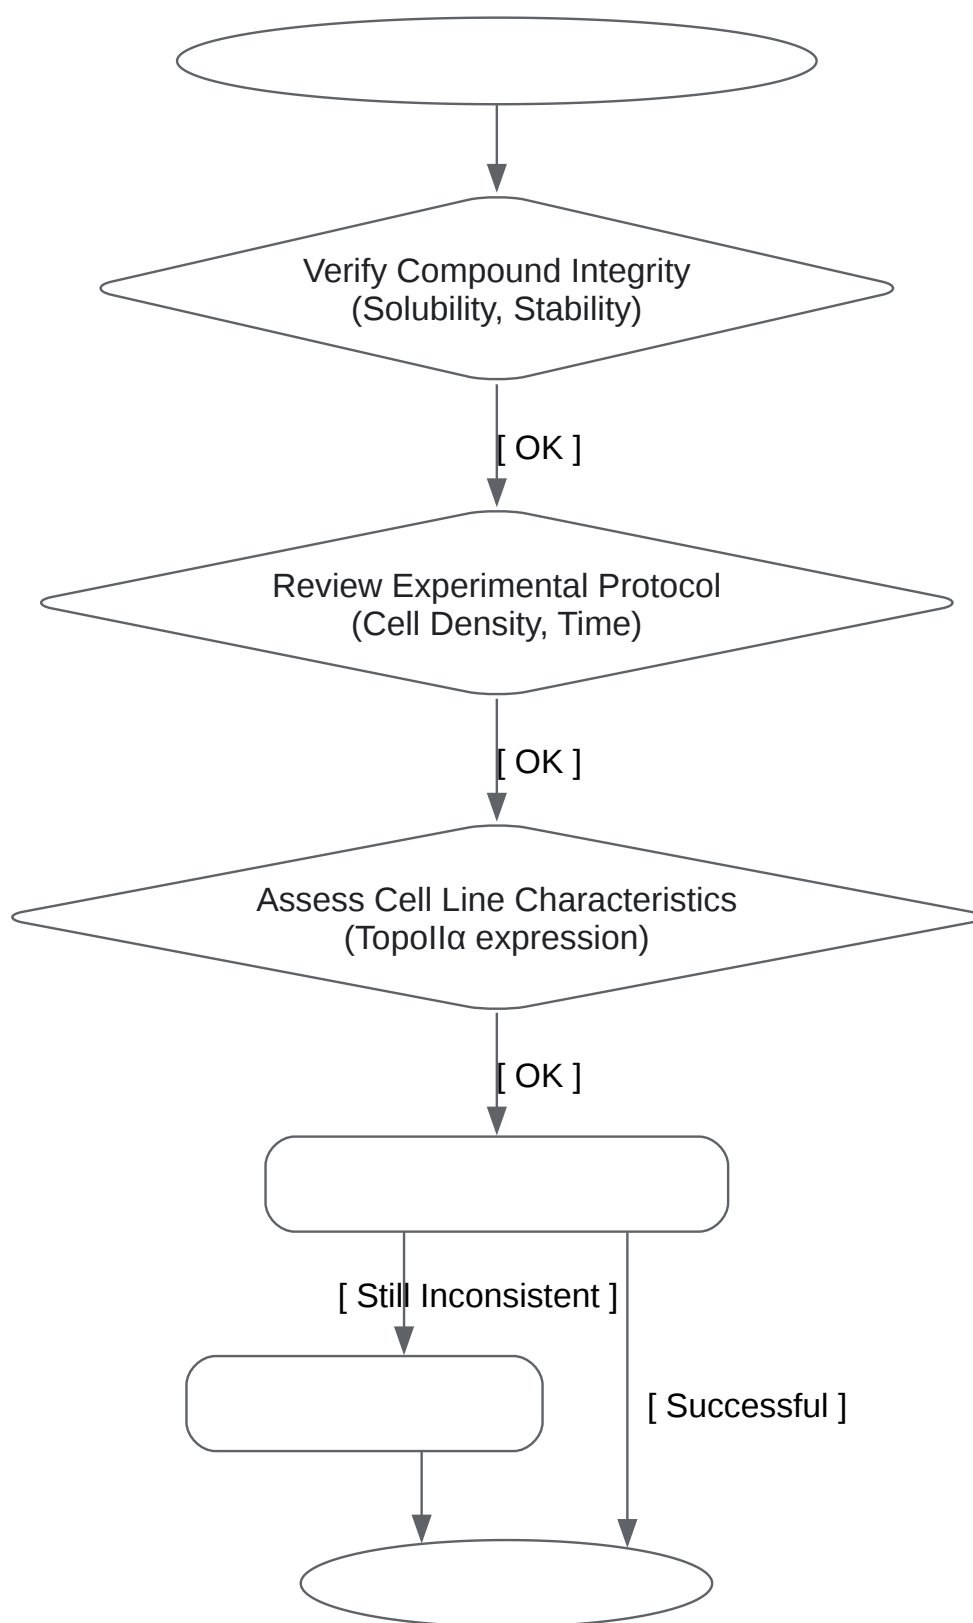 Verify Compound Integrity
(Solubility, Stability)
[ OK ]
Review Experimental Protocol
(Cell Density, Time)
[ OK ]
Assess Cell Line Characteristics
(TopoIIα expression)
[ OK ]
[ Still Inconsistent ]
[ Successful ]